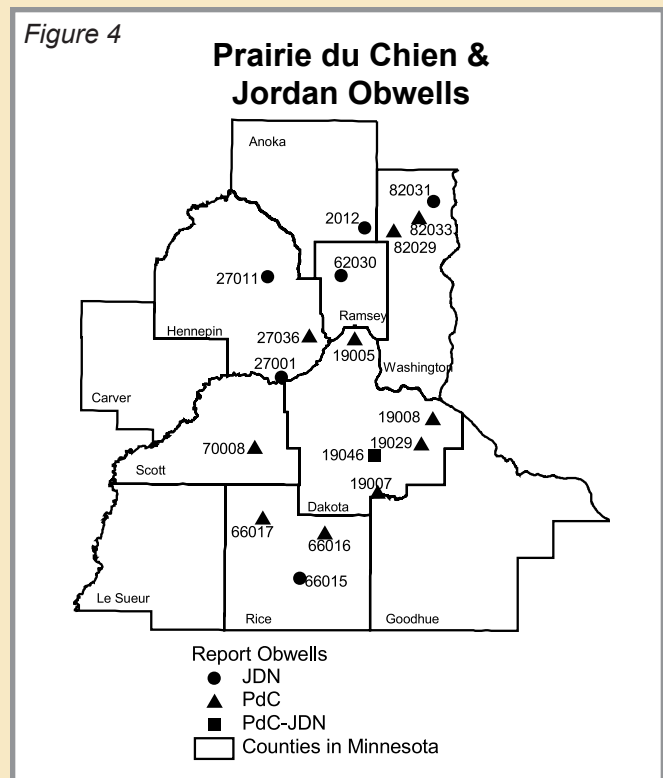 Figure 4
Prairie du Chien &
Jordan Obwells
Anoka
82031
2012
82033
82029
62030
27011
Ramsey
Hennepin
27036
19005
Washington
27001
Carver
19008
70008
19029
19046
Scott
19007
Dakota
66017
66016
66015
Le Sueur
Rice
Goodhue
Report Obwells
JDN
PdC
PdC-JDN
Counties in Minnesota